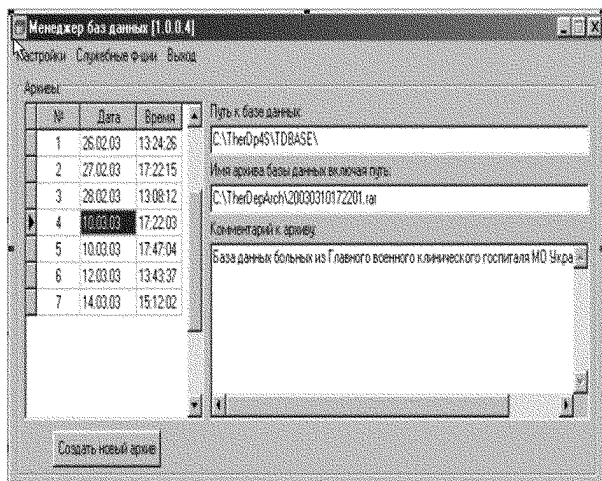 Менеджер баз данных [1.0.0.4]
Настройки Служебные ф-ции Выход
Архивы:
№ Дата Время
1 26.02.03 13:24:26
2 27.02.03 17:22:15
3 28.02.03 13:08:12
4 10.03.03 17:22:03
5 10.03.03 17:47:04
6 12.03.03 13:43:37
7 14.03.03 15:12:02
Путь к базе данных:
C:\TherDp4S\TDBASE\
Имя архива базы данных включая путь:
C:\TherDepArch\20030310172201.rar
Комментарий к архиву:
База данных больных из Главного военного клинического госпиталя МО Укра
Создать новый архив